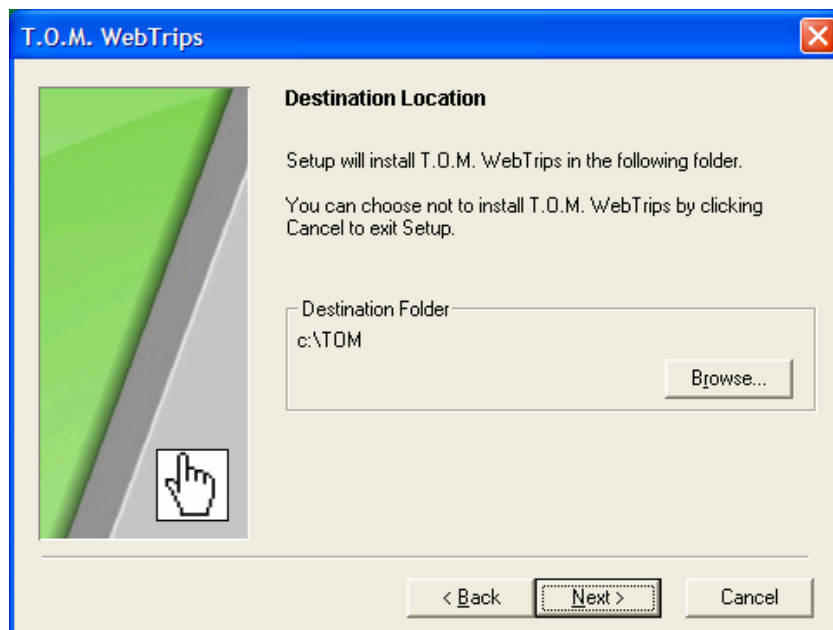 T.O.M. WebTrips
Destination Location
Setup will install T.O.M. WebTrips in the following folder.
You can choose not to install T.O.M. WebTrips by clicking
Cancel to exit Setup.
Destination Folder
c:\TOM
Browse...
< Back
Next >
Cancel